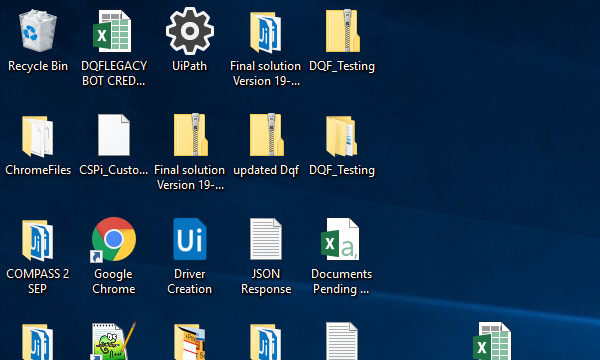 Recycle Bin
DQFLEGACY
BOT CRED...
UiPath
Final solution
Version 19-...
DQF_Testing
ChromeFiles
CSPi_Custo...
Final solution
Version 19-...
updated Dqf
DQF_Testing
COMPASS 2
SEP
Google
Chrome
Ui
Driver
Creation
JSON
Response
a,
Documents
Pending ...